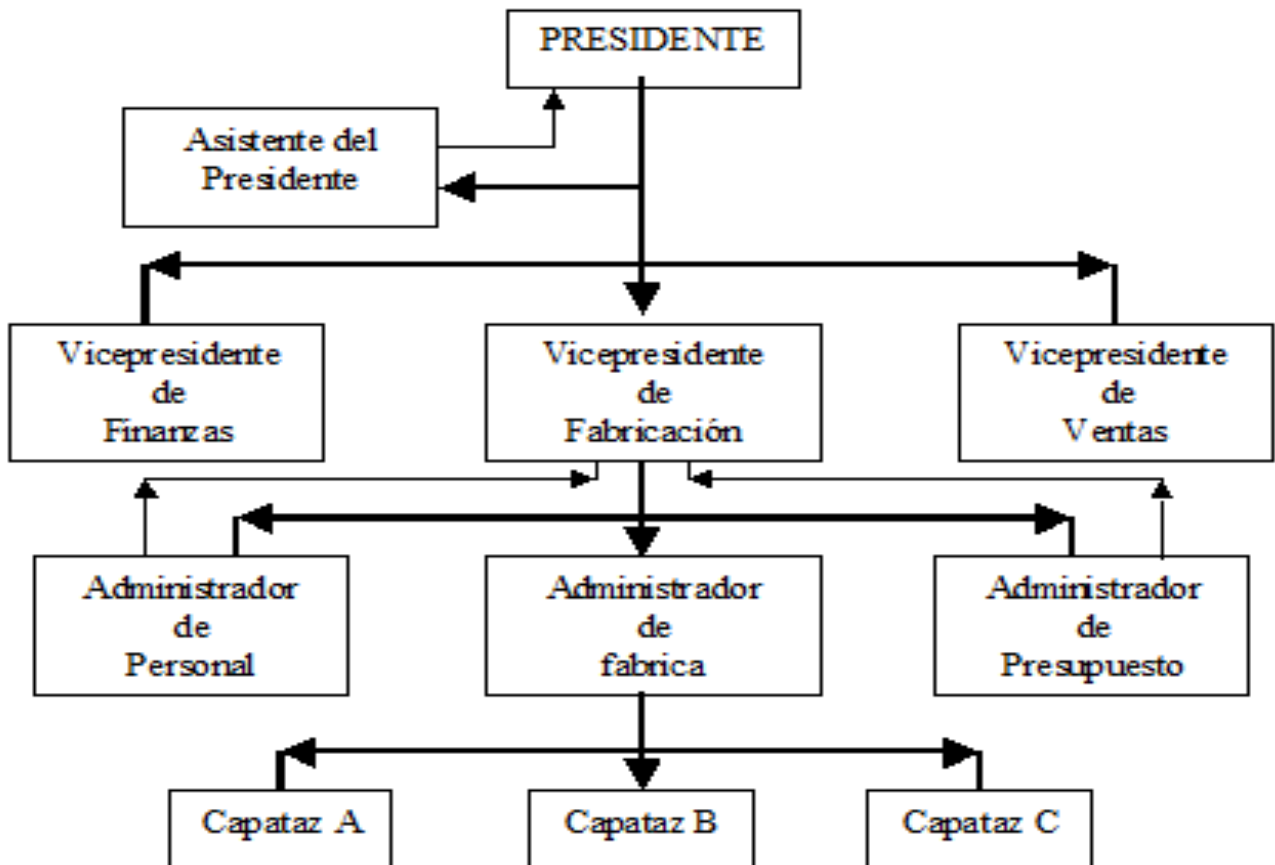 PRESIDENTE
Asistente del
Presidente
Vicepresidente
de
Finanzas
Vicepresidente
de
Fabricación
Vicepresidente
de
Ventas
Administrador
de
Personal
Administrador
de
fabrica
Administrador
de
Presupuesto
Capataz A
Capataz B
Capataz C